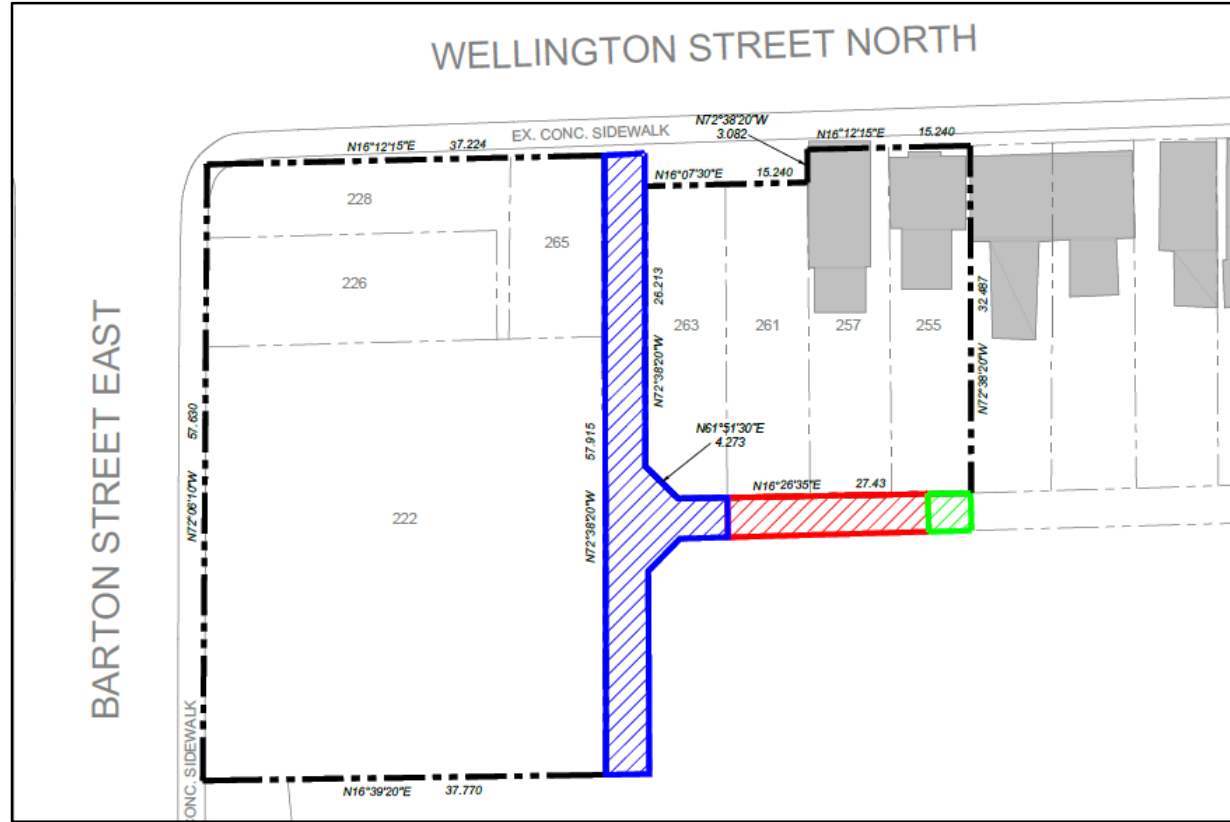 WELLINGTON STREET NORTH
EX. CONC. SIDEWALK
N72°38'20"W
3.082
N16°12'15"E 37.224
N16°12'15"E 15.240
N16°07'30"E 15.240
228
265
226
263
261
257
255
26.213
N72°38'20"W
32.487
N72°38'20"W
BARTON STREET EAST
57.630
N72°06'10"W
57.915
N72°38'20"W
N61°51'30"E
4.273
N16°26'35"E 27.43
222
CONC. SIDEWALK
N16°39'20"E 37.770